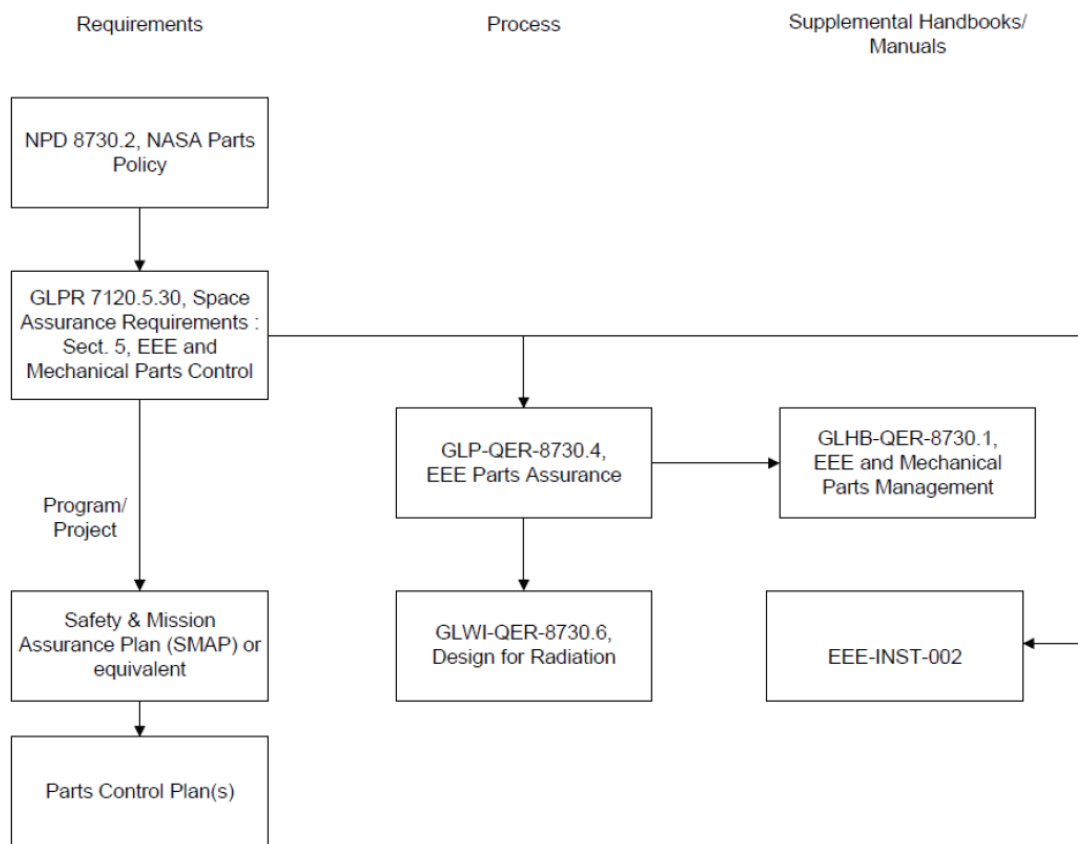 Requirements
Process
Supplemental Handbooks/
Manuals
NPD 8730.2, NASA Parts
Policy
GLPR 7120.5.30, Space
Assurance Requirements :
Sect. 5, EEE and
Mechanical Parts Control
GLP-QER-8730.4,
EEE Parts Assurance
GLHB-QER-8730.1,
EEE and Mechanical
Parts Management
Program/
Project
Safety & Mission
Assurance Plan (SMAP) or
equivalent
GLWI-QER-8730.6,
Design for Radiation
EEE-INST-002
Parts Control Plan(s)